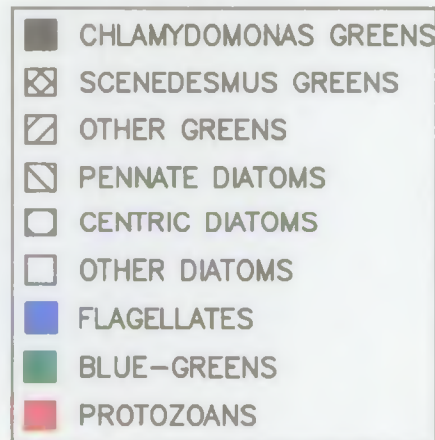 CHLAMYDOMONAS GREENS
SCENEDESMUS GREENS
OTHER GREENS
PENNATE DIATOMS
CENTRIC DIATOMS
OTHER DIATOMS
FLAGELLATES
BLUE-GREENS
PROTOZOANS